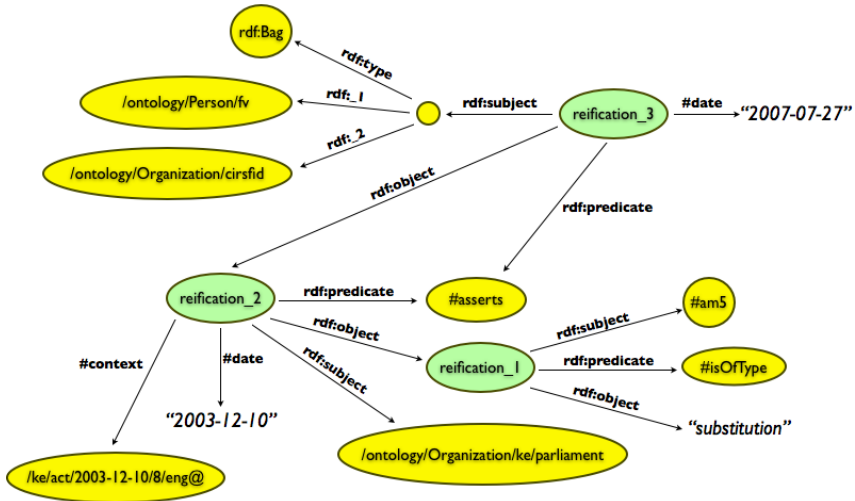 rdf:Bag
rdf:type
/ontology/Person/fv
rdf:_1
rdf:subject
reification_3
#date
“2007-07-27”
rdf:_2
/ontology/Organization/cirsfid
rdf:object
rdf:predicate
reification_2
rdf:predicate
#asserts
#am5
rdf:object
rdf:subject
#context
#date
rdf:subject
reification_1
rdf:predicate
#isOfType
rdf:object
“2003-12-10”
“substitution”
/ontology/Organization/ke/parliament
/ke/act/2003-12-10/8/eng@